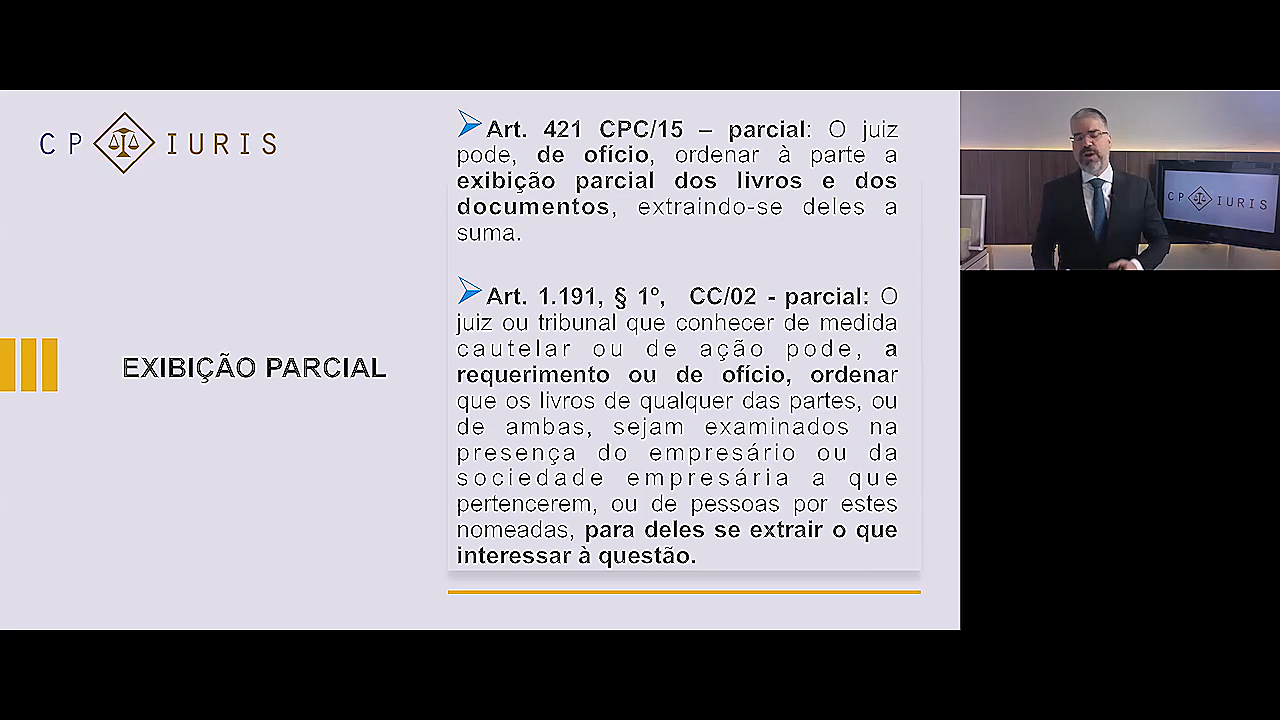 CP IURIS
EXIBIÇÃO PARCIAL
Art. 421 CPC/15 – parcial: O juiz
pode, de ofício, ordenar à parte a
exibição parcial dos livros e dos
documentos, extraindo-se deles a
suma.
Art. 1.191, § 1º, CC/02 - parcial: O
juiz ou tribunal que conhecer de medida
cautelar ou de ação pode, a
requerimento ou de ofício, ordenar
que os livros de qualquer das partes, ou
de ambas, sejam examinados na
presença do empresário ou da
sociedade empresária a que
pertencerem, ou de pessoas por estes
nomeadas, para deles se extrair o que
interessar à questão.
CP IURIS